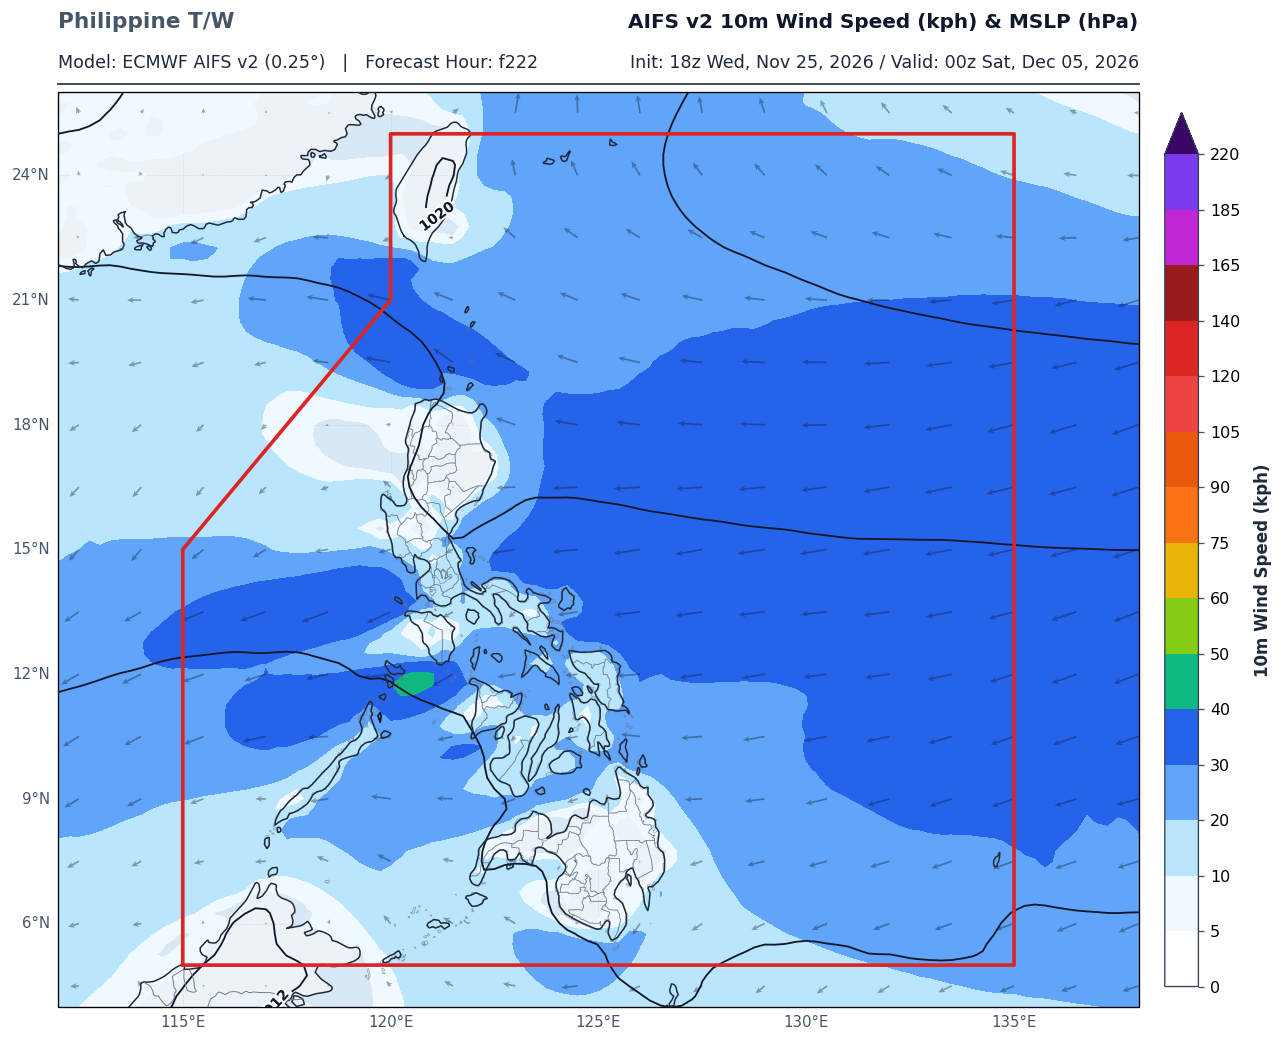 Philippine T/W
AIFS v2 10m Wind Speed (kph) & MSLP (hPa)
Model: ECMWF AIFS v2 (0.25°) | Forecast Hour: f222
Init: 18z Wed, Nov 25, 2026 / Valid: 00z Sat, Dec 05, 2026
24°N
21°N
18°N
15°N
12°N
9°N
6°N
1020
012
115°E
120°E
125°E
130°E
135°E
220
185
165
140
120
105
90
75
60
50
40
30
20
10
5
0
10m Wind Speed (kph)